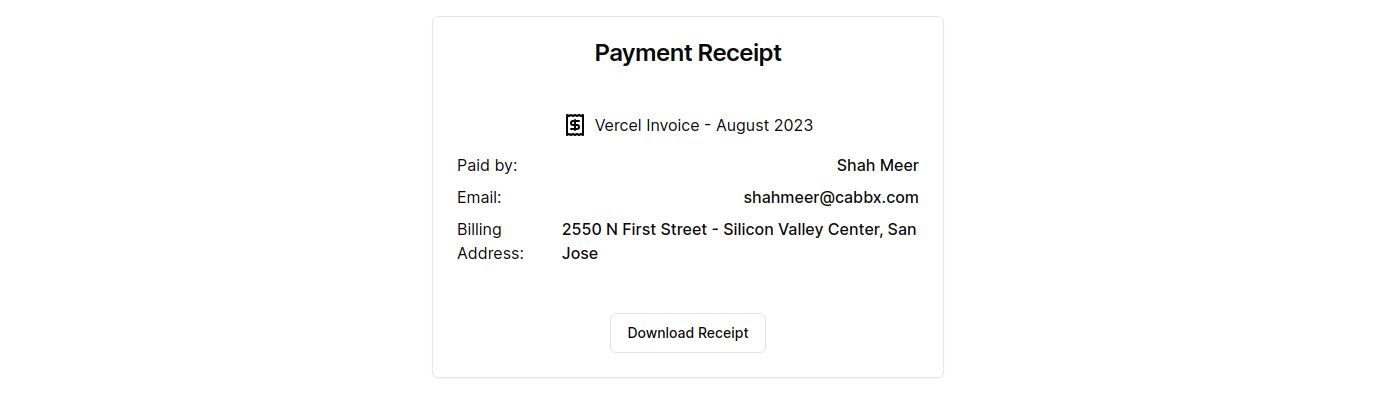 Payment Receipt
Vercel Invoice - August 2023
Paid by: Shah Meer
Email: shahmeer@cabbx.com
Billing Address: 2550 N First Street - Silicon Valley Center, San Jose
Download Receipt